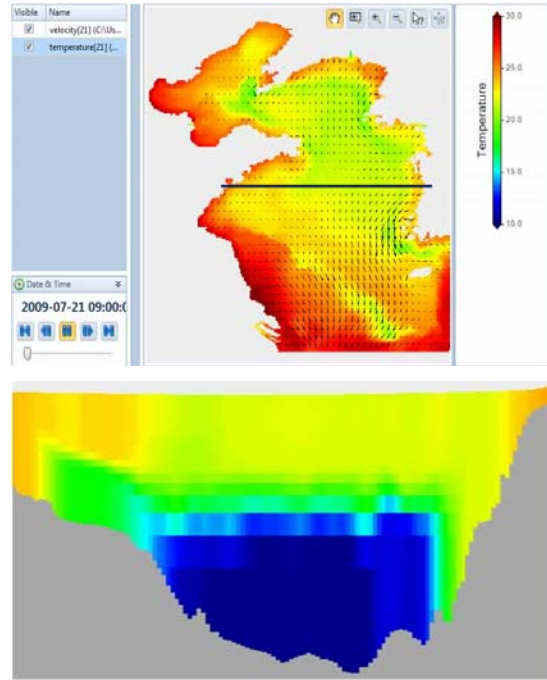 Visible Name
velocity[21] (C:\Us...
temperature[21] (...
Date & Time
2009-07-21 09:00:0
Temperature
30.0
25.0
20.0
15.0
10.0